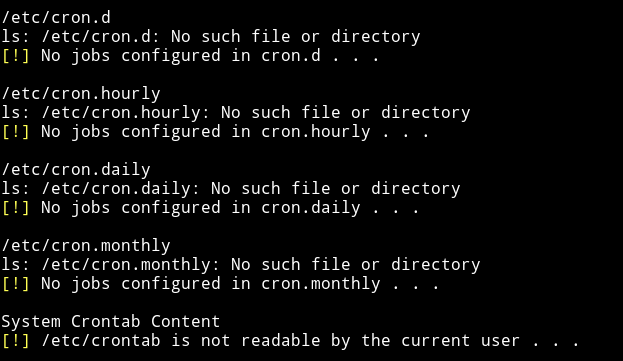 /etc/cron.d
ls: /etc/cron.d: No such file or directory
[!] No jobs configured in cron.d . . .
/etc/cron.hourly
ls: /etc/cron.hourly: No such file or directory
[!] No jobs configured in cron.hourly . . .
/etc/cron.daily
ls: /etc/cron.daily: No such file or directory
[!] No jobs configured in cron.daily . . .
/etc/cron.monthly
ls: /etc/cron.monthly: No such file or directory
[!] No jobs configured in cron.monthly . . .
System Crontab Content
[!] /etc/crontab is not readable by the current user . . .